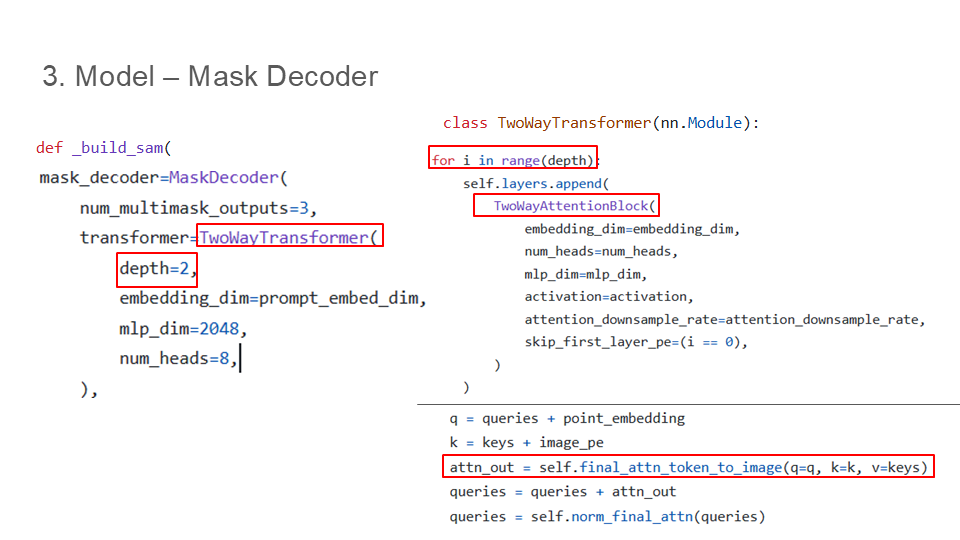 3. Model – Mask Decoder
def _build_sam(
mask_decoder=MaskDecoder(
num_multimask_outputs=3,
transformer=TwoWayTransformer(
depth=2,
embedding_dim=prompt_embed_dim,
mlp_dim=2048,
num_heads=8,
),
class TwoWayTransformer(nn.Module):
for i in range(depth):
self.layers.append(
TwoWayAttentionBlock(
embedding_dim=embedding_dim,
num_heads=num_heads,
mlp_dim=mlp_dim,
activation=activation,
attention_downsample_rate=attention_downsample_rate,
skip_first_layer_pe=(i == 0),
)
)
q = queries + point_embedding
k = keys + image_pe
attn_out = self.final_attn_token_to_image(q=q, k=k, v=keys)
queries = queries + attn_out
queries = self.norm_final_attn(queries)